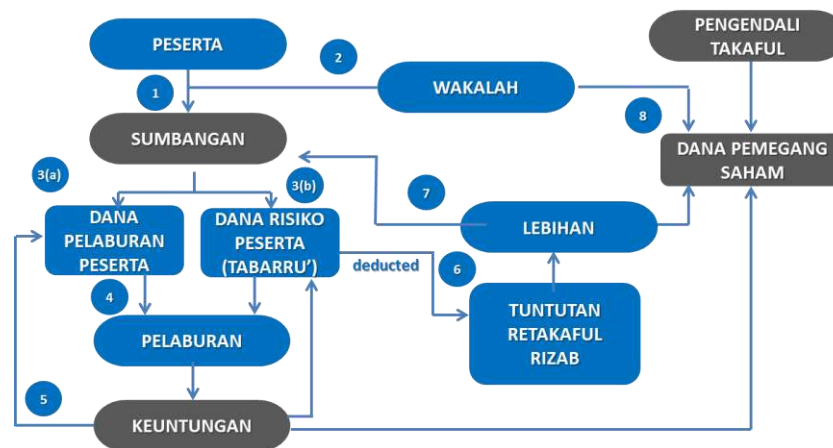 PESERTA
PENGENDALI
TAKAFUL
2
WAKALAH
1
8
SUMBANGAN
DANA PEMEGANG
SAHAM
3(a)
3(b)
7
DANA
PELABURAN
PESERTA
DANA RISIKO
PESERTA
(TABARRU’)
LEBIHAN
deducted
6
4
TUNTUTAN
RETAKAFUL
RIZAB
PELABURAN
5
KEUNTUNGAN